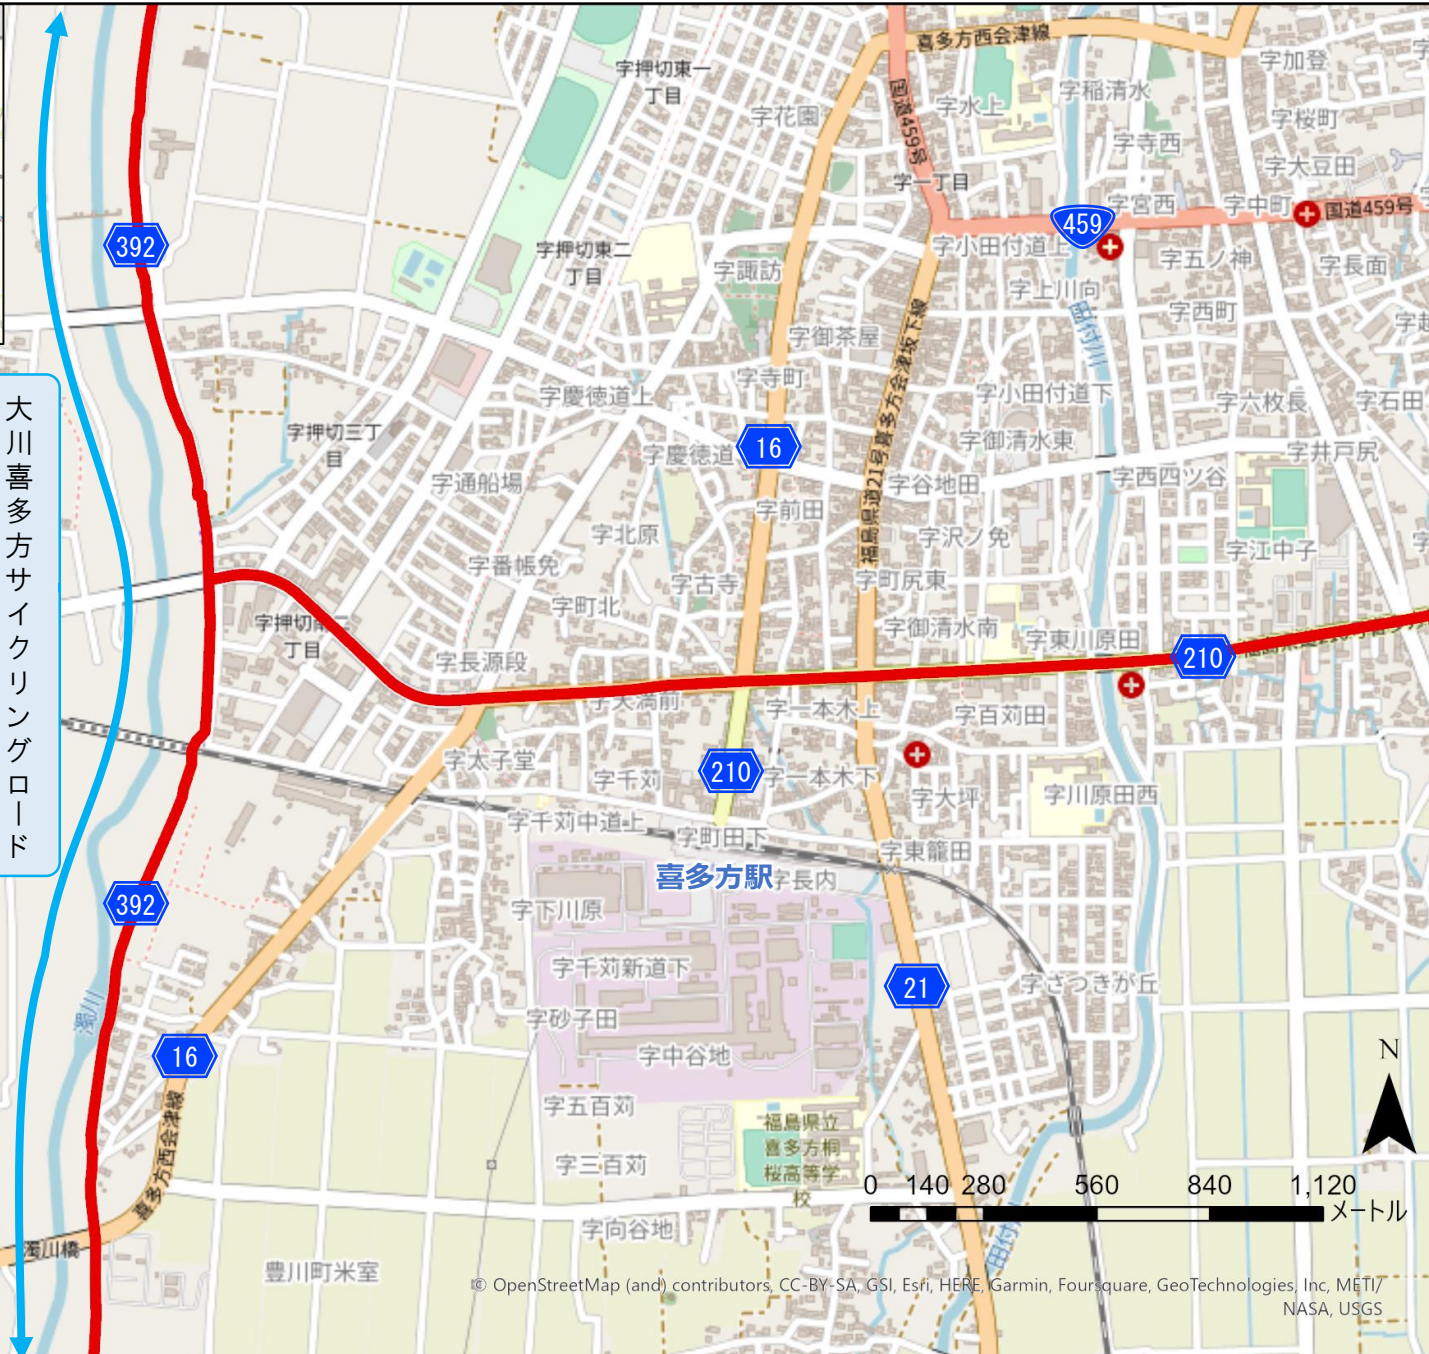 喜多方西会津線
字加登
字押切東一
丁目
国道459号
字水上
字稲清水
字花園
字桜町
字寺西
字大豆田
字一丁目
字宮西
字中町
国道459号
459
392
字押切東二
丁目
字小田付道上
字五ノ神
字長面
字諏訪
字上川向
字西町
田付川
字御茶屋
福島県道21号喜多方会津坂下線
字寺町
字慶徳道上
字小田付道下
字六枚長
字石田
大川喜多方サイクリングロード
字押切三丁
目
16
字御清水東
字井戸尻
字慶徳道
字通船場
字谷地田
字西四ツ谷
字前田
字北原
字沢ノ免
字江中子
字番帳免
字古寺
字町尻東
字町北
字御清水南
字東川原田
丁目
字長源段
210
字天満前
字一本木上
字百苅田
字太子堂
字千苅
210
字一本木下
字大坪
字川原田西
字千苅中道上
字町田下
字東籠田
喜多方駅
字長内
392
字下川原
字千苅新道下
21
字さつきが丘
濁川
字砂子田
16
字中谷地
N
字五百苅
福島県立
喜多方桐
桜高等学
校
喜多方西会津線
字三百苅
0 140 280 560 840 1,120
メートル
字向谷地
濁川橋
豊川町米室
田付川
© OpenStreetMap (and) contributors, CC-BY-SA, GSI, Esri, HERE, Garmin, Foursquare, GeoTechnologies, Inc, METI/
NASA, USGS